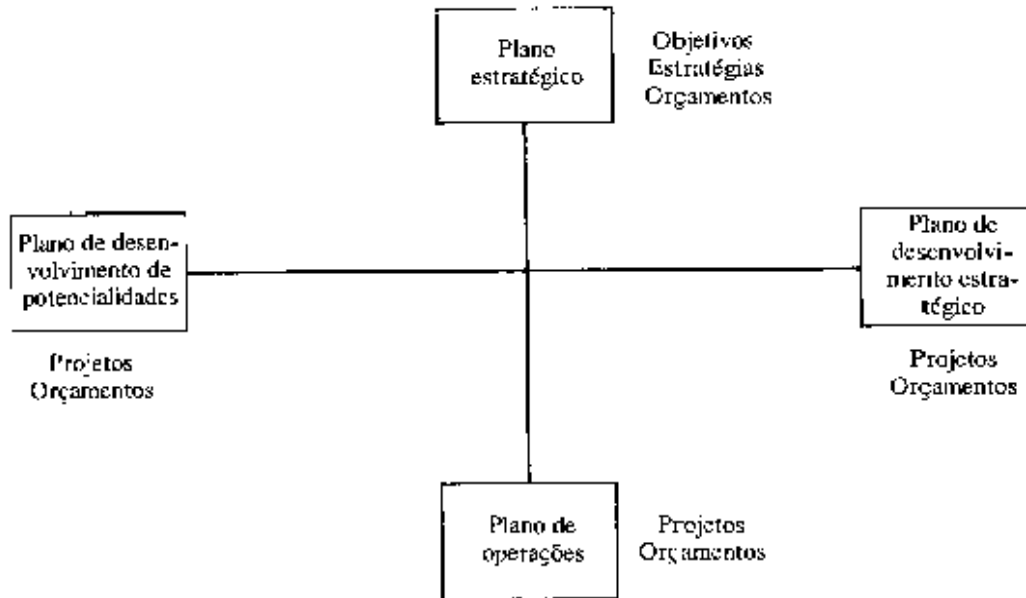 Plano
estratégico
Objetivos
Estratégias
Orçamentos
Plano de desen-
volvimento de
potencialidades
Projetos
Orçamentos
Plano de
desenvolvi-
mento estra-
tégico
Projetos
Orçamentos
Plano de
operações
Projetos
Orçamentos